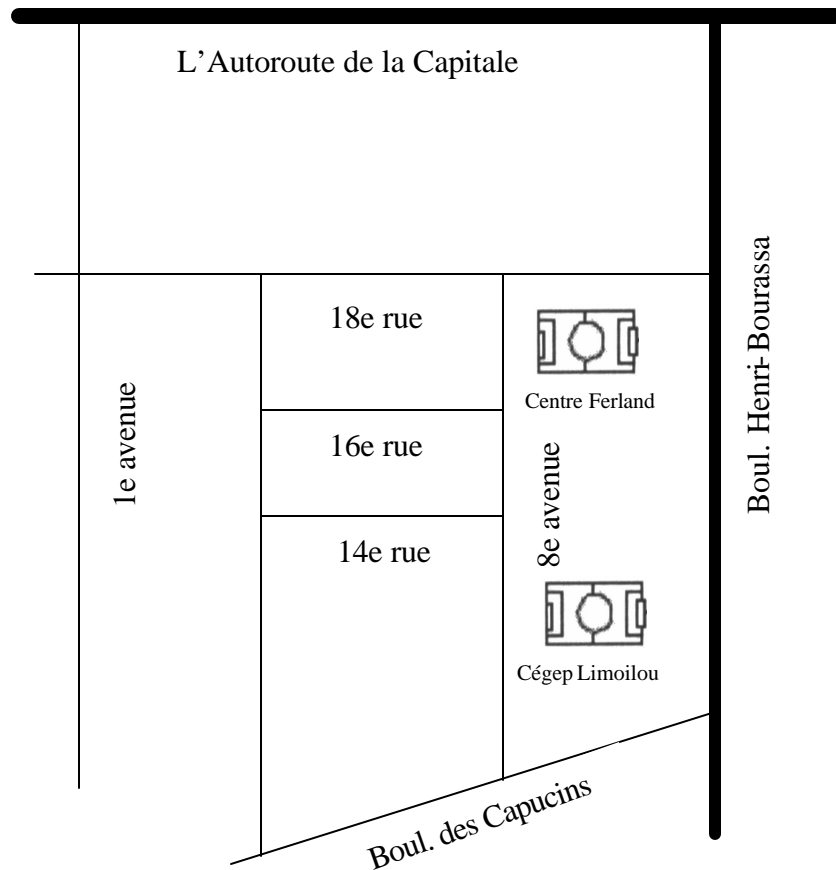 L'Autoroute de la Capitale
18e rue
Centre Ferland
16e rue
14e rue
1e avenue
8e avenue
Boul. Henri-Bourassa
Cégep Limoilou
Boul. des Capucins